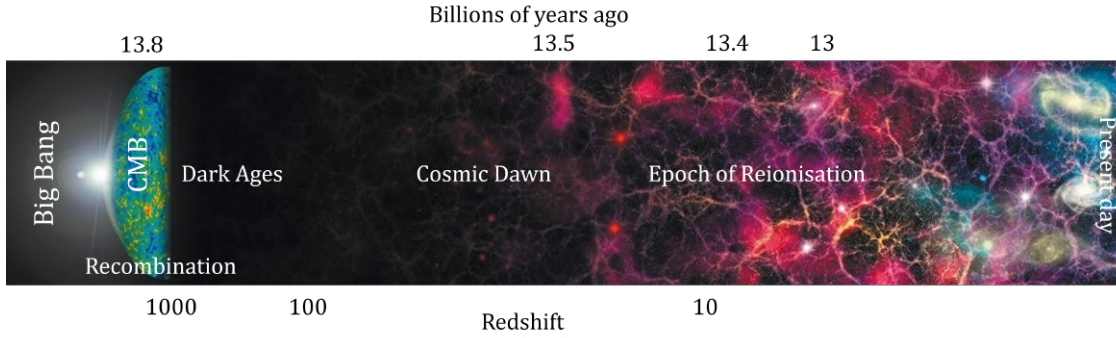 Billions of years ago
13.8 13.5 13.4 13
Big Bang
CMB
Dark Ages
Cosmic Dawn
Epoch of Reionisation
Present day
Recombination
1000 100 10
Redshift